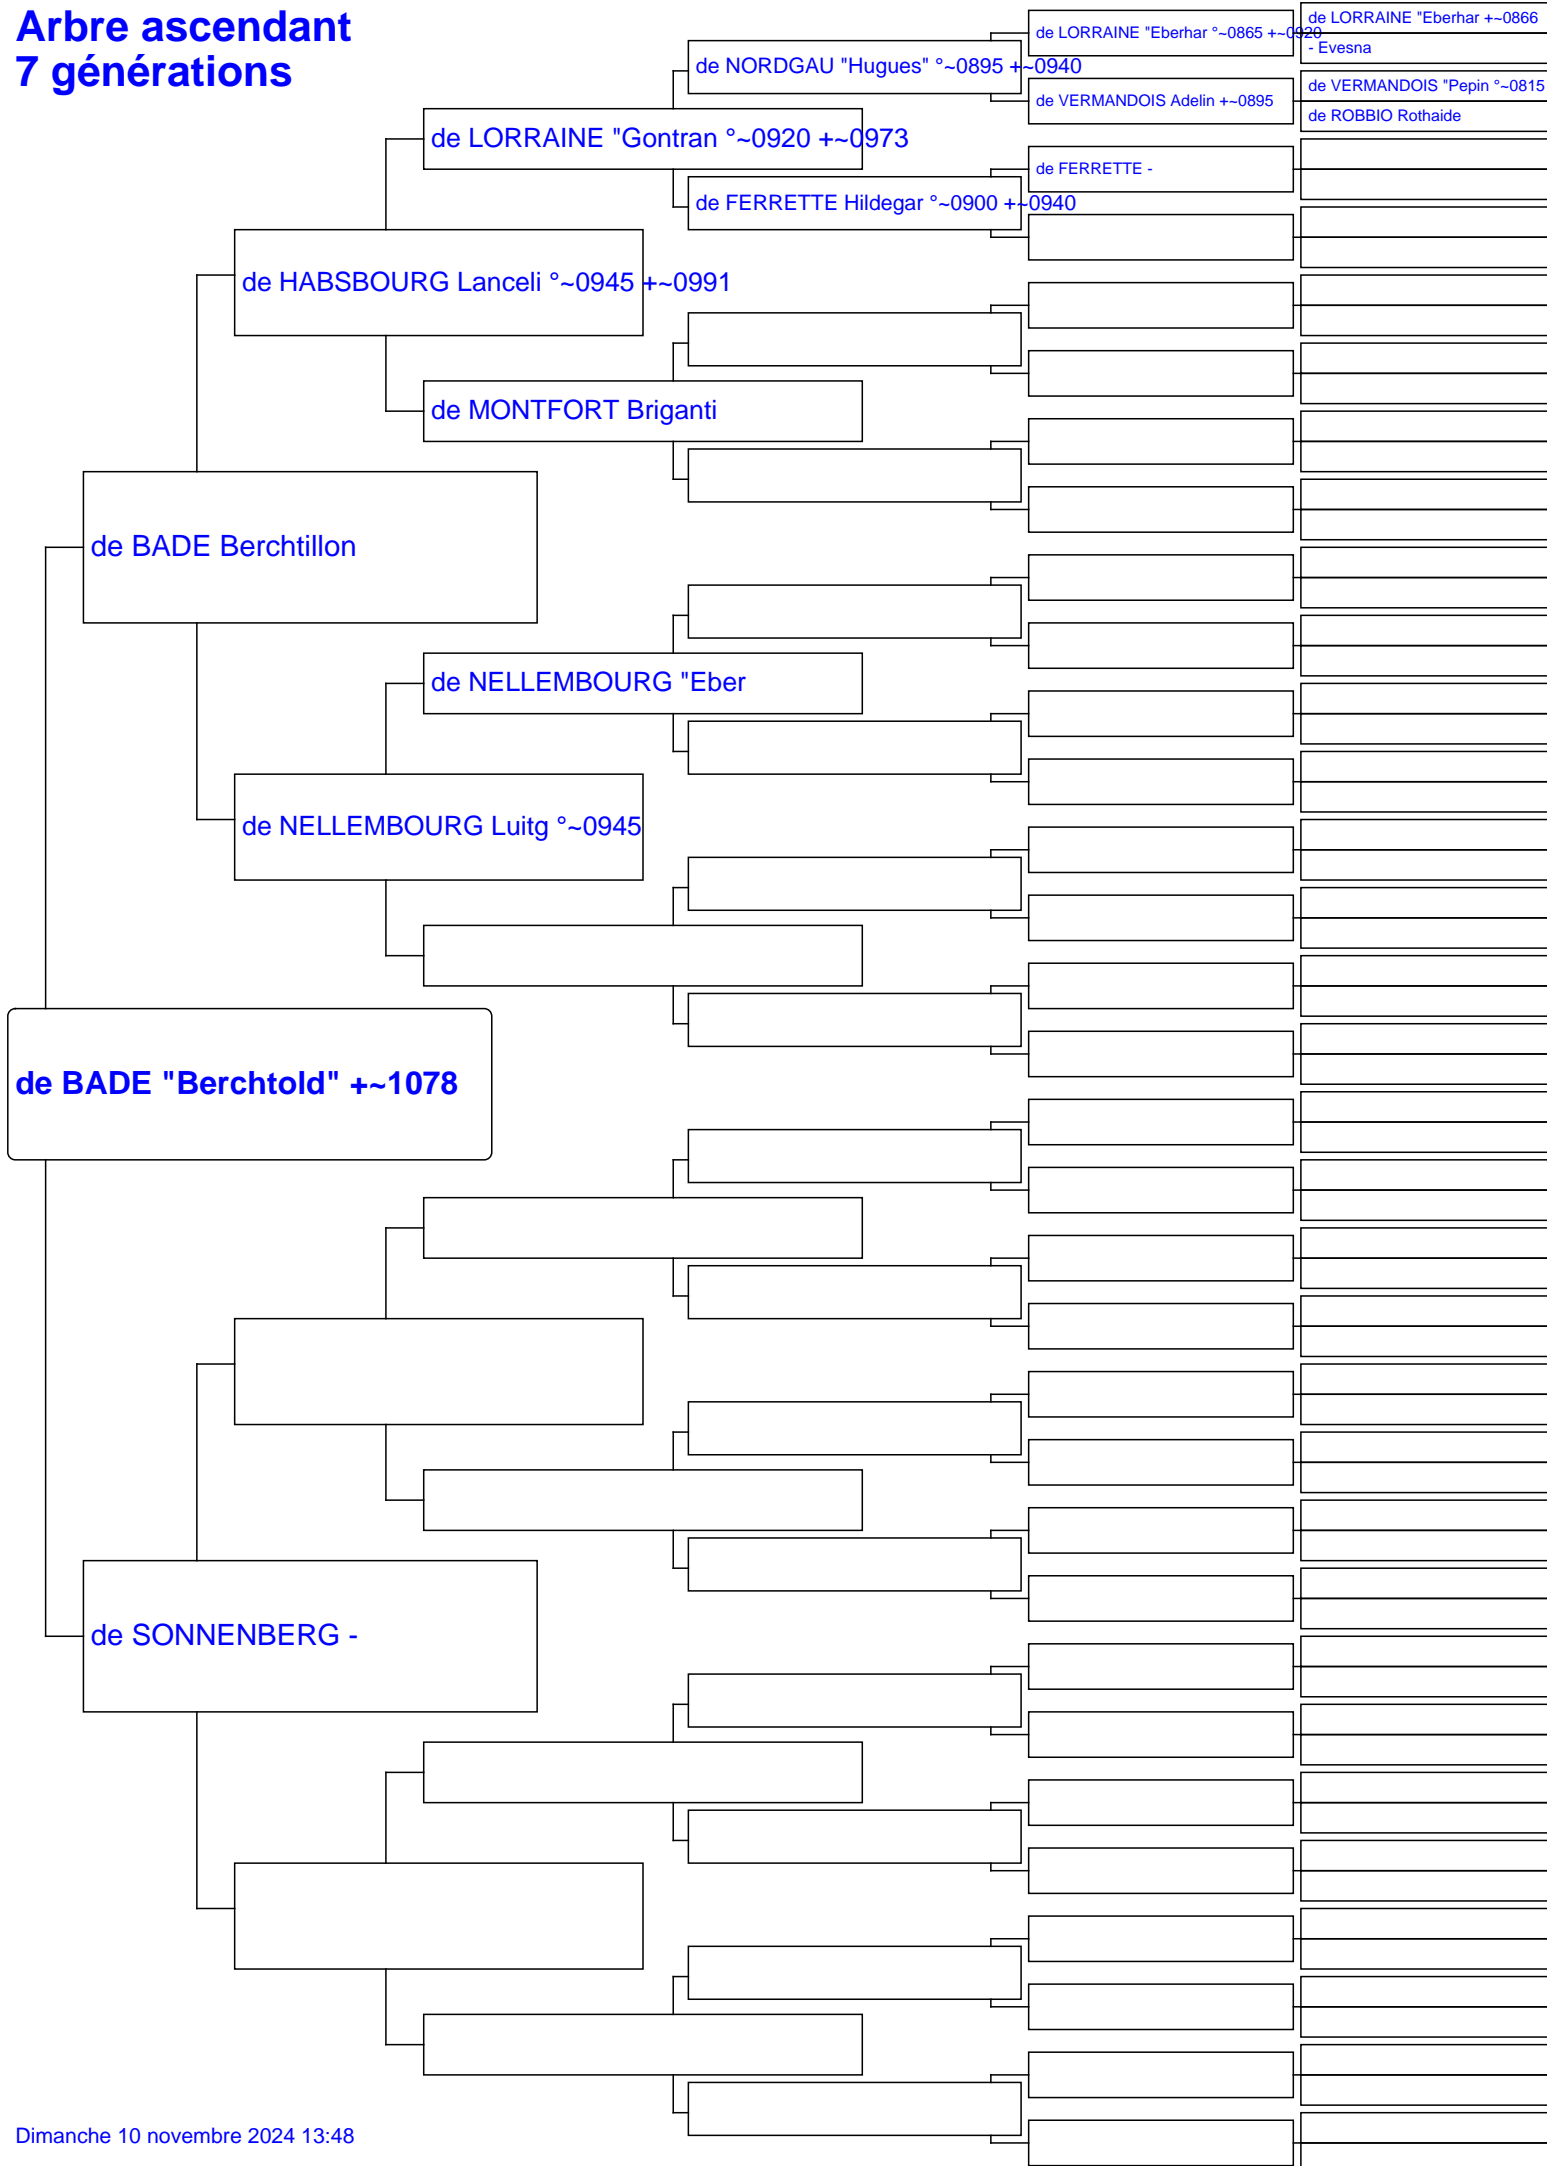 Arbre ascendant
7 générations
de LORRAINE "Eberhar +~0866
de LORRAINE "Eberhar °~0865 +~0920
- Evesna
de NORDGAU "Hugues" °~0895 +~0940
de VERMANDOIS "Pepin °~0815
de VERMANDOIS Adelin +~0895
de ROBBIO Rothaide
de LORRAINE "Gontran °~0920 +~0973
de FERRETTE -
de FERRETTE Hildegar °~0900 +~0940
de HABSBOURG Lanceli °~0945 +~0991
de MONTFORT Briganti
de BADE Berchtillon
de NELLEMBOURG "Eber
de NELLEMBOURG Luitg °~0945
de BADE "Berchtold" +~1078
de SONNENBERG -
Dimanche 10 novembre 2024 13:48